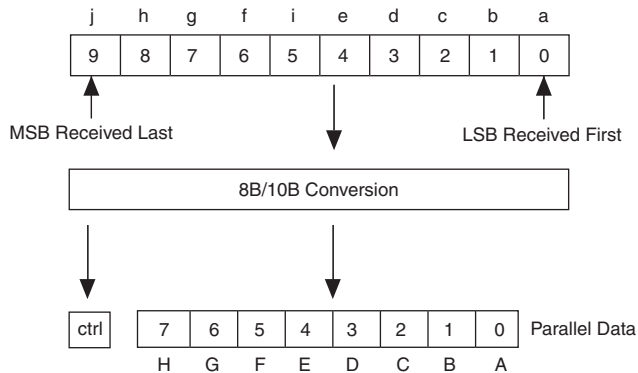 j h g f i e d c b a
9 8 7 6 5 4 3 2 1 0
MSB Received Last LSB Received First
8B/10B Conversion
ctrl 7 6 5 4 3 2 1 0 Parallel Data
H G F E D C B A